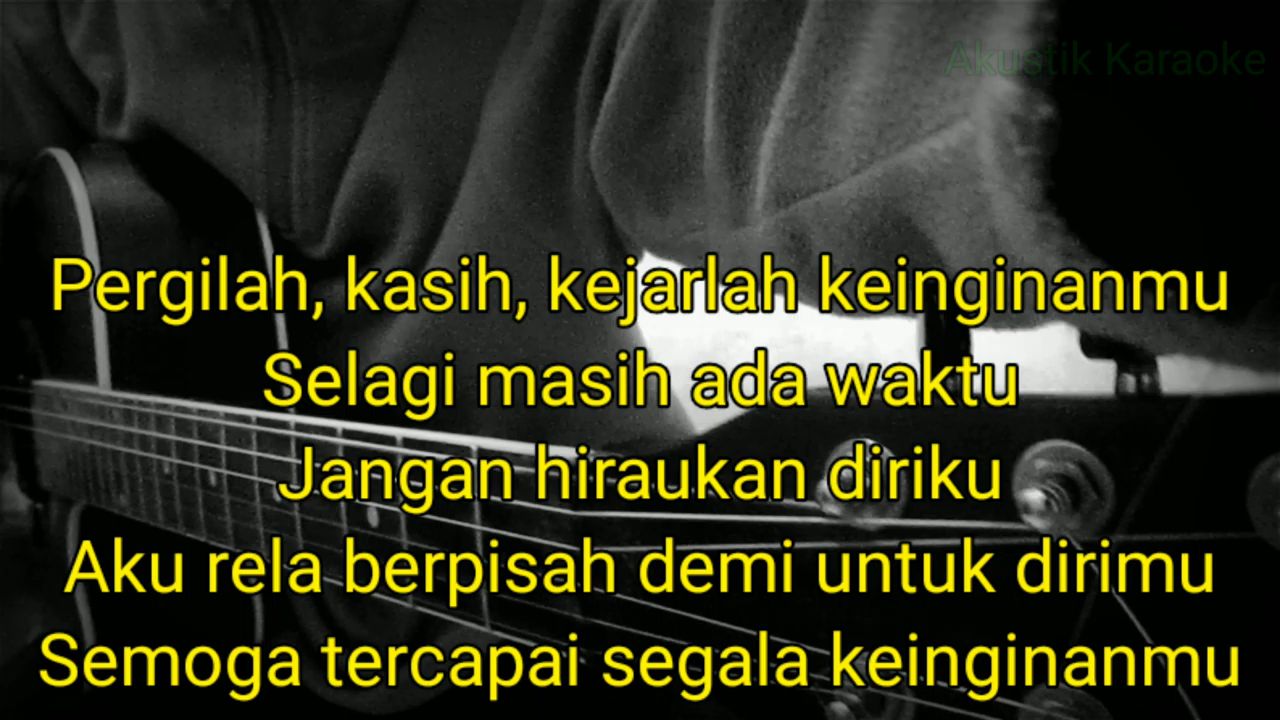 Akustik Karaoke
Pergilah, kasih, kejarlah keinginanmu
Selagi masih ada waktu
Jangan hiraukan diriku
Aku rela berpisah demi untuk dirimu
Semoga tercapai segala keinginanmu